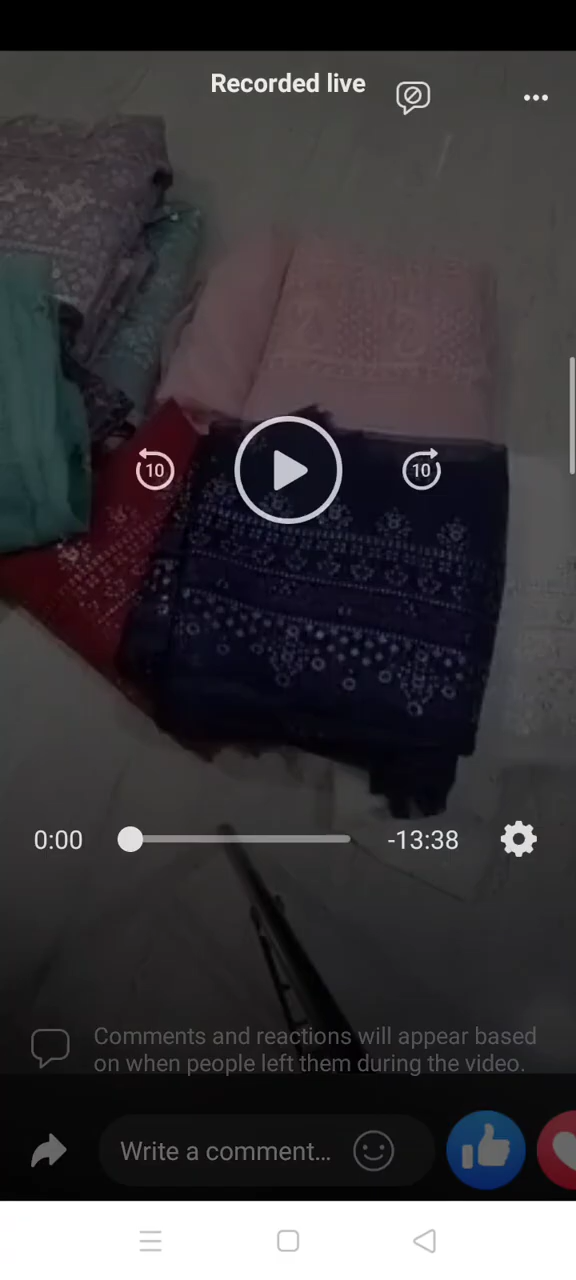 Recorded live
10
10
0:00
-13:38
Comments and reactions will appear based
on when people left them during the video.
Write a comment...